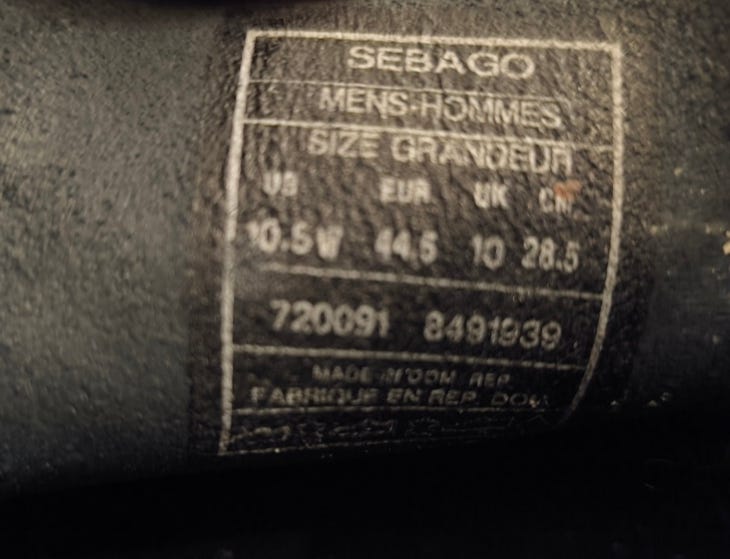 SEBAGO
MENS-HOMMES
SIZE GRANDEUR
US EUR UK CM
10.5W 44.5 10 28.5
720091 8491939
MADE IN DOM. REP.
FABRIQUE EN REP. DOM.